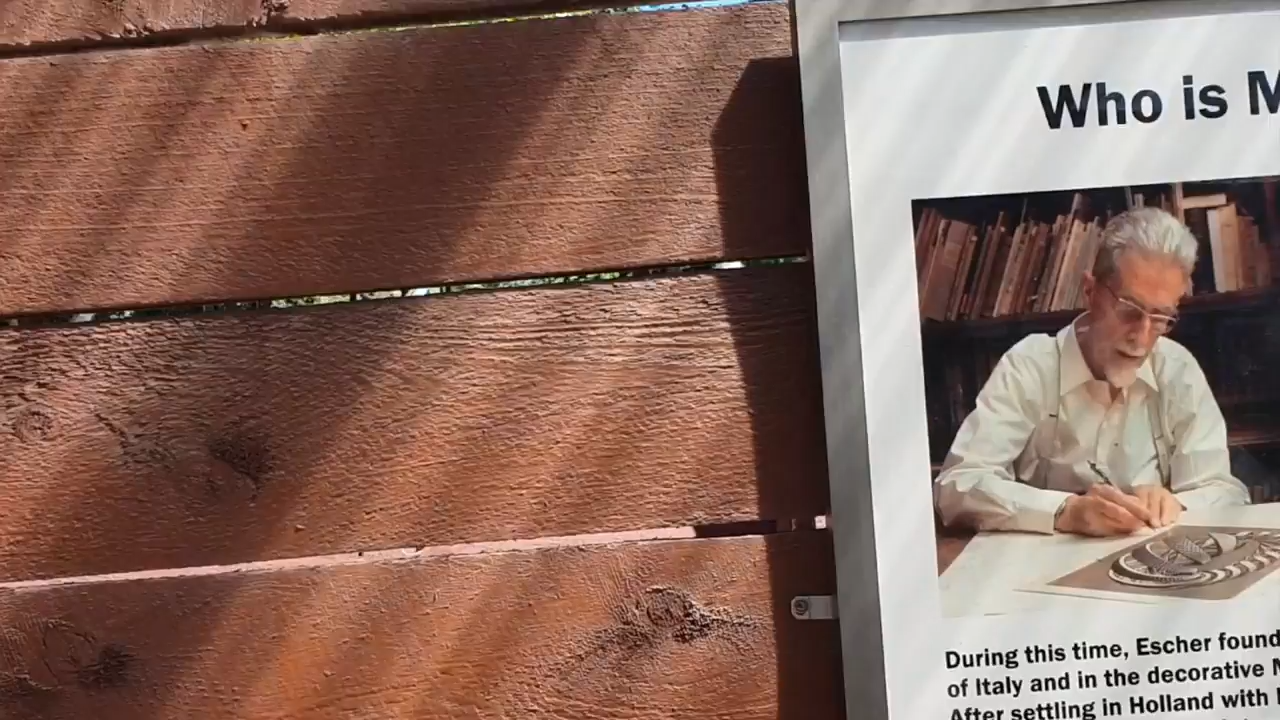 Who is M
During this time, Escher found
of Italy and in the decorative M
After settling in Holland with